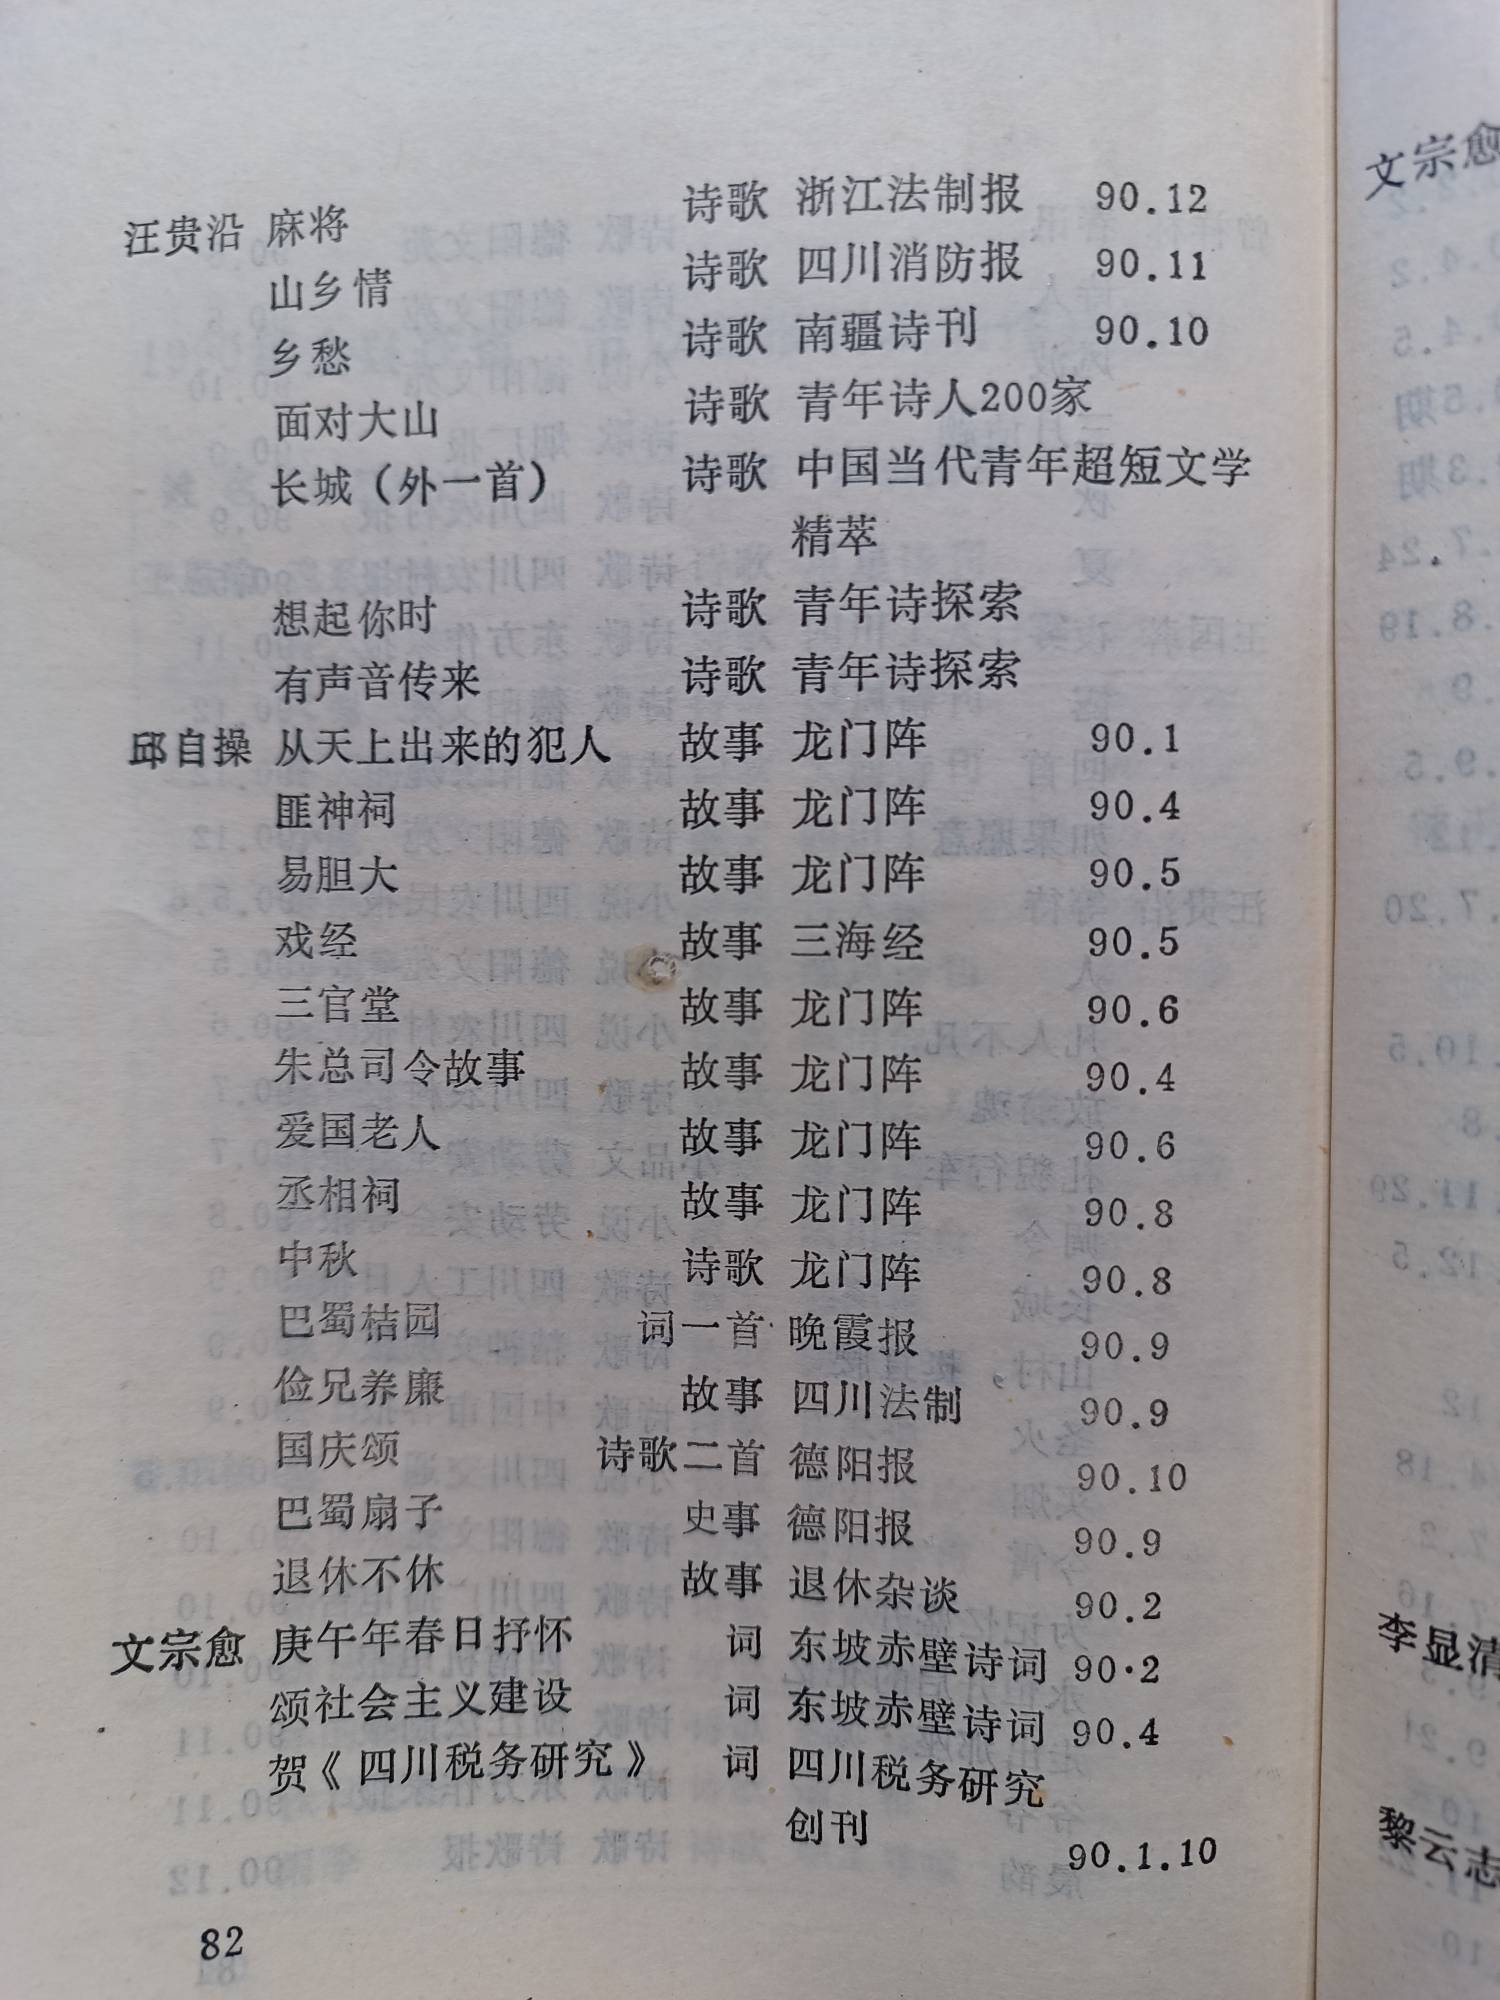 汪贵沿 麻将 诗歌 浙江法制报 90.12
山乡情 诗歌 四川消防报 90.11
乡愁 诗歌 南疆诗刊 90.10
面对大山 诗歌 青年诗人200家
长城(外一首) 诗歌 中国当代青年超短文学
精萃
想起你时 诗歌 青年诗探索
有声音传来 诗歌 青年诗探索
邱自操 从天上出来的犯人 故事 龙门阵 90.1
匪神祠 故事 龙门阵 90.4
易胆大 故事 龙门阵 90.5
戏经 故事 三海经 90.5
三官堂 故事 龙门阵 90.6
朱总司令故事 故事 龙门阵 90.4
爱国老人 故事 龙门阵 90.6
丞相祠 故事 龙门阵 90.8
中秋 诗歌 龙门阵 90.8
巴蜀桔园 词一首 晚霞报 90.9
俭兄养廉 故事 四川法制 90.9
国庆颂 诗歌二首 德阳报 90.10
巴蜀扇子 史事 德阳报 90.9
退休不休 故事 退休杂谈 90.2
文宗愈 庚午年春日抒怀 词 东坡赤壁诗词 90·2
颂社会主义建设 词 东坡赤壁诗词 90.4
贺《四川税务研究》 词 四川税务研究
创刊 90.1.10
82
文宗愈
李显清
黎云志